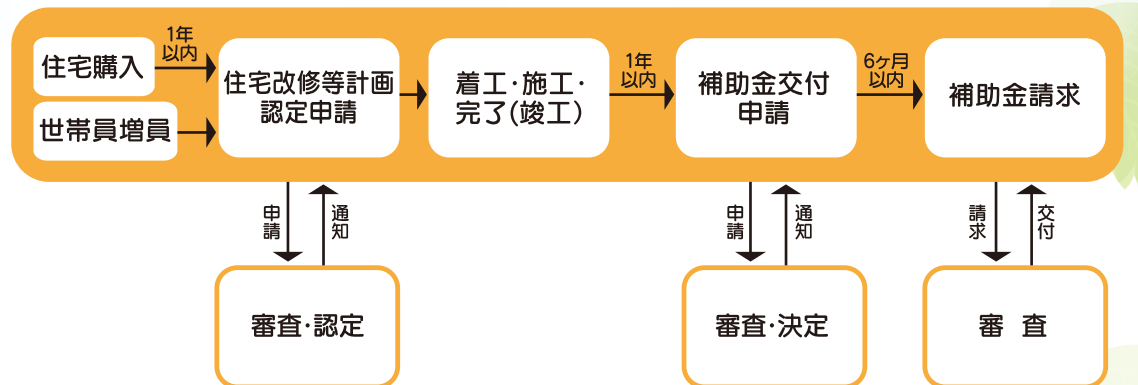 住宅購入
1年
以内
世帯員増員
住宅改修等計画
認定申請
着工・施工・
完了(竣工)
1年
以内
補助金交付
申請
6ヶ月
以内
補助金請求
申請
通知
申請
通知
請求
交付
審査・認定
審査・決定
審 査